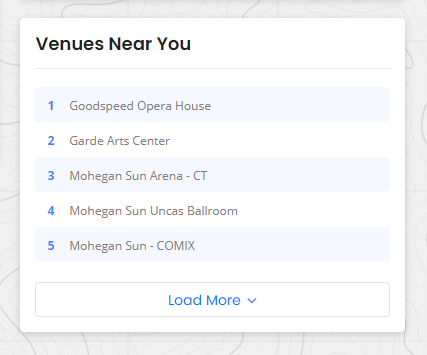 Venues Near You
1 Goodspeed Opera House
2 Garde Arts Center
3 Mohegan Sun Arena - CT
4 Mohegan Sun Uncas Ballroom
5 Mohegan Sun - COMIX
Load More